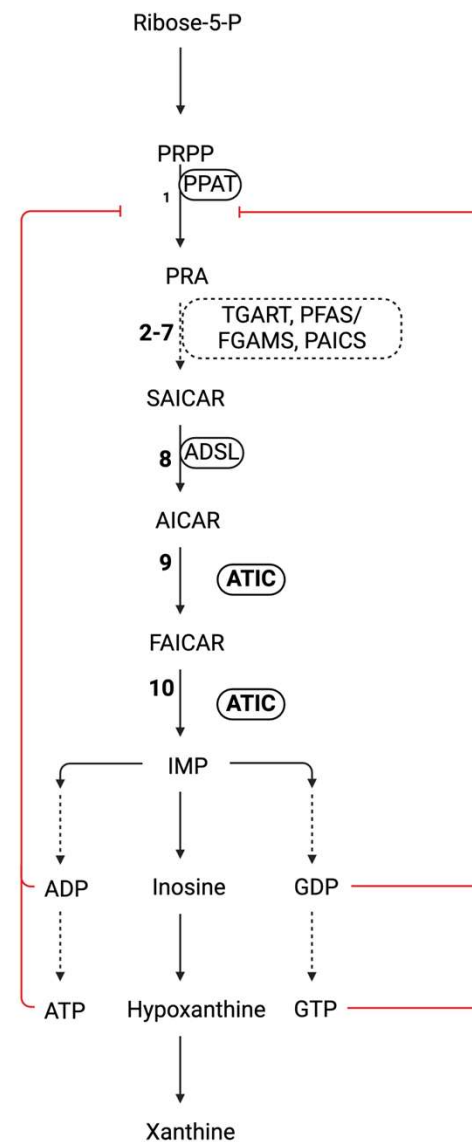 Ribose-5-P
PRPP
PPAT
1
PRA
2-7
TGART, PFAS/
FGAMS, PAICS
SAICAR
8
ADSL
AICAR
9
ATIC
FAICAR
10
ATIC
IMP
ADP Inosine GDP
ATP Hypoxanthine GTP
Xanthine